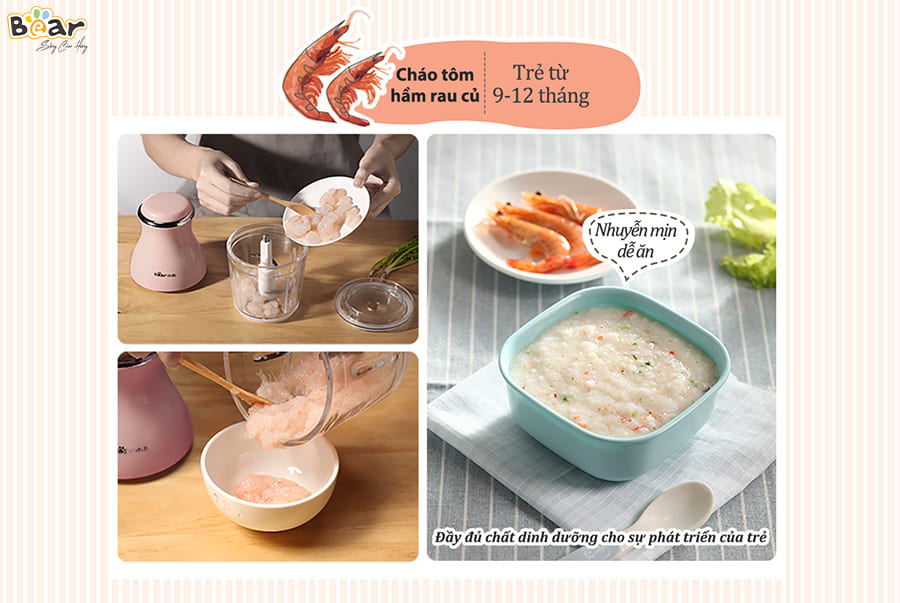 Bear
Sống Cảm Hứng
Cháo tôm
hầm rau củ
Trẻ từ
9-12 tháng
Nhuyễn mịn
dễ ăn
Bear
Đầy đủ chất dinh dưỡng cho sự phát triển của trẻ